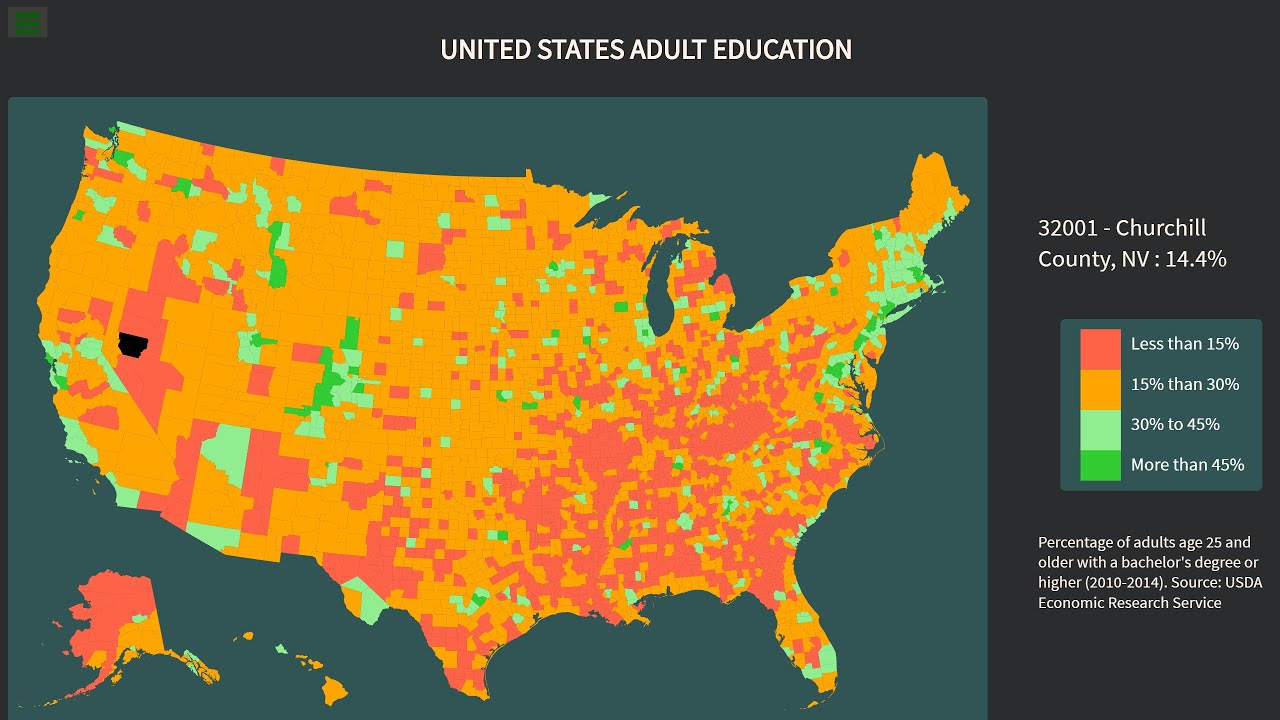 UNITED STATES ADULT EDUCATION
32001 - Churchill
County, NV : 14.4%
Less than 15%
15% than 30%
30% to 45%
More than 45%
Percentage of adults age 25 and
older with a bachelor's degree or
higher (2010-2014). Source: USDA
Economic Research Service